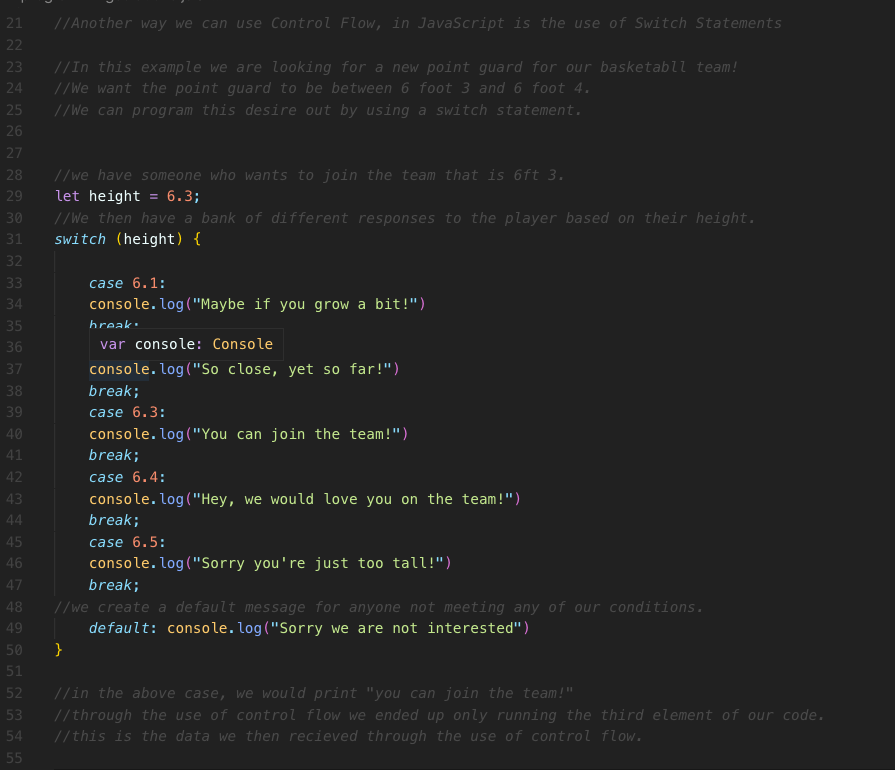 21 //Another way we can use Control Flow, in JavaScript is the use of Switch Statements
22
23 //In this example we are looking for a new point guard for our basketabll team!
24 //We want the point guard to be between 6 foot 3 and 6 foot 4.
25 //We can program this desire out by using a switch statement.
26
27
28 //we have someone who wants to join the team that is 6ft 3.
29 let height = 6.3;
30 //We then have a bank of different responses to the player based on their height.
31 switch (height) {
32
33 case 6.1:
34 console.log("Maybe if you grow a bit!")
35 break;
36 var console: Console
37 console.log("So close, yet so far!")
38 break;
39 case 6.3:
40 console.log("You can join the team!")
41 break;
42 case 6.4:
43 console.log("Hey, we would love you on the team!")
44 break;
45 case 6.5:
46 console.log("Sorry you're just too tall!")
47 break;
48 //we create a default message for anyone not meeting any of our conditions.
49 default: console.log("Sorry we are not interested")
50 }
51
52 //in the above case, we would print "you can join the team!"
53 //through the use of control flow we ended up only running the third element of our code.
54 //this is the data we then recieved through the use of control flow.
55